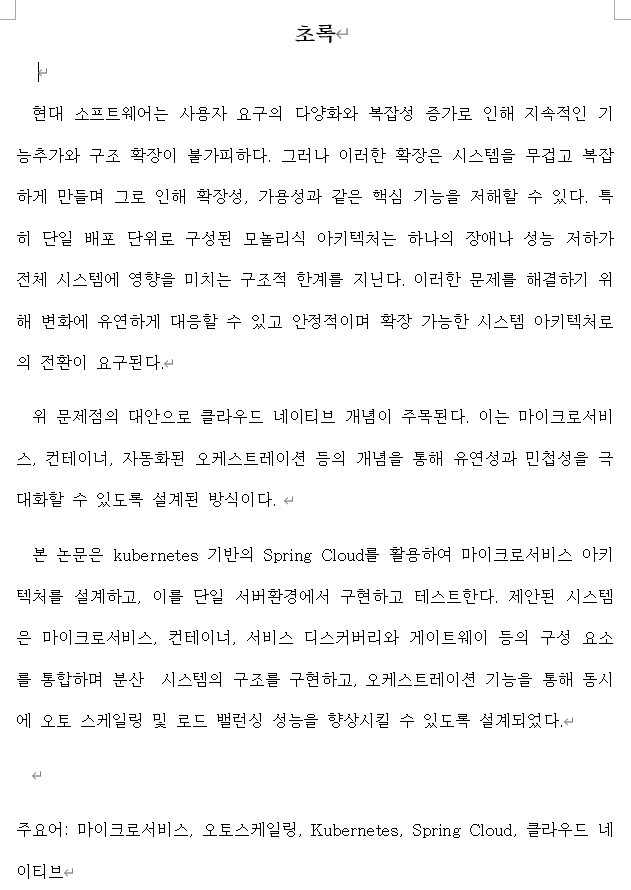 초록
현대 소프트웨어는 사용자 요구의 다양화와 복잡성 증가로 인해 지속적인 기
능추가와 구조 확장이 불가피하다. 그러나 이러한 확장은 시스템을 무겁고 복잡
하게 만들며 그로 인해 확장성, 가용성과 같은 핵심 기능을 저해할 수 있다. 특
히 단일 배포 단위로 구성된 모놀리식 아키텍처는 하나의 장애나 성능 저하가
전체 시스템에 영향을 미치는 구조적 한계를 지닌다. 이러한 문제를 해결하기 위
해 변화에 유연하게 대응할 수 있고 안정적이며 확장 가능한 시스템 아키텍처로
의 전환이 요구된다.
위 문제점의 대안으로 클라우드 네이티브 개념이 주목된다. 이는 마이크로서비
스, 컨테이너, 자동화된 오케스트레이션 등의 개념을 통해 유연성과 민첩성을 극
대화할 수 있도록 설계된 방식이다.
본 논문은 kubernetes 기반의 Spring Cloud를 활용하여 마이크로서비스 아키
텍처를 설계하고, 이를 단일 서버환경에서 구현하고 테스트한다. 제안된 시스템
은 마이크로서비스, 컨테이너, 서비스 디스커버리와 게이트웨이 등의 구성 요소
를 통합하며 분산  시스템의 구조를 구현하고, 오케스트레이션 기능을 통해 동시
에 오토 스케일링 및 로드 밸런싱 성능을 향상시킬 수 있도록 설계되었다.
주요어: 마이크로서비스, 오토스케일링, Kubernetes, Spring Cloud, 클라우드 네
이티브